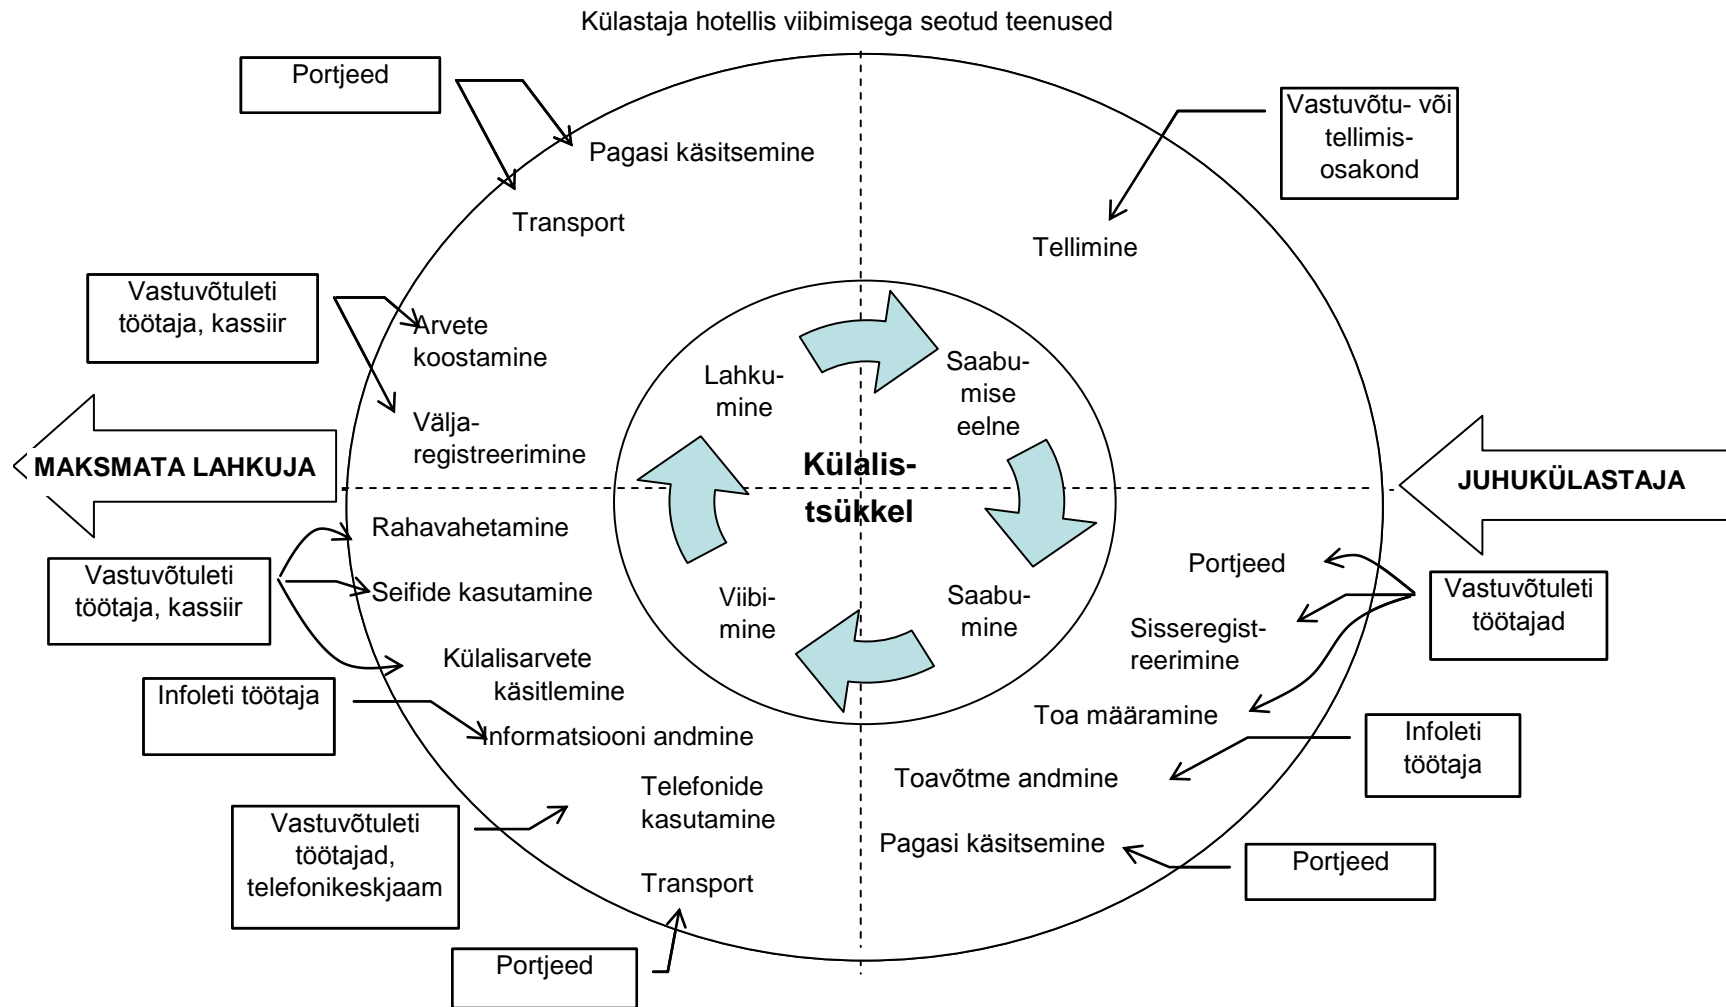 Külastaja hotellis viibimisega seotud teenused
Portjeed
Pagasi käsitsemine
Transport
Vastuvõtu- või
tellimis-
osakond
Tellimine
Vastuvõtuleti
töötaja, kassiir
Arvete
koostamine
Välja-
registreerimine
Lahku-
mine
Saabu-
mise
eelne
MAKSMATA LAHKUJA
Külalis-
tsükkel
JUHUKÜLASTAJA
Rahavahetamine
Vastuvõtuleti
töötaja, kassiir
Seifide kasutamine
Viibi-
mine
Saabu-
mine
Portjeed
Sisseregist-
reerimine
Vastuvõtuleti
töötajad
Külalisarvete
käsitlemine
Infoleti töötaja
Informatsiooni andmine
Toa määramine
Infoleti
töötaja
Toavõtme andmine
Telefonide
kasutamine
Vastuvõtuleti
töötajad,
telefonikeskjaam
Pagasi käsitsemine
Portjeed
Transport
Portjeed